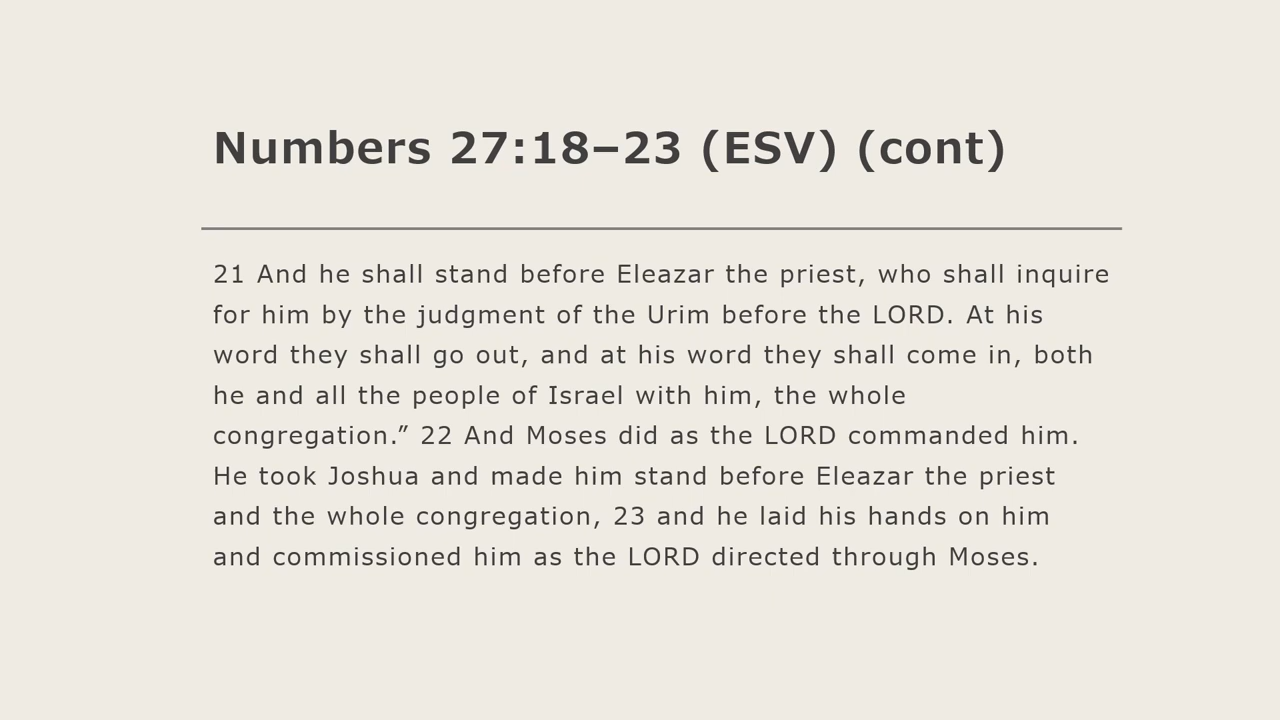 Numbers 27:18–23 (ESV) (cont)
21 And he shall stand before Eleazar the priest, who shall inquire
for him by the judgment of the Urim before the LORD. At his
word they shall go out, and at his word they shall come in, both
he and all the people of Israel with him, the whole
congregation.” 22 And Moses did as the LORD commanded him.
He took Joshua and made him stand before Eleazar the priest
and the whole congregation, 23 and he laid his hands on him
and commissioned him as the LORD directed through Moses.